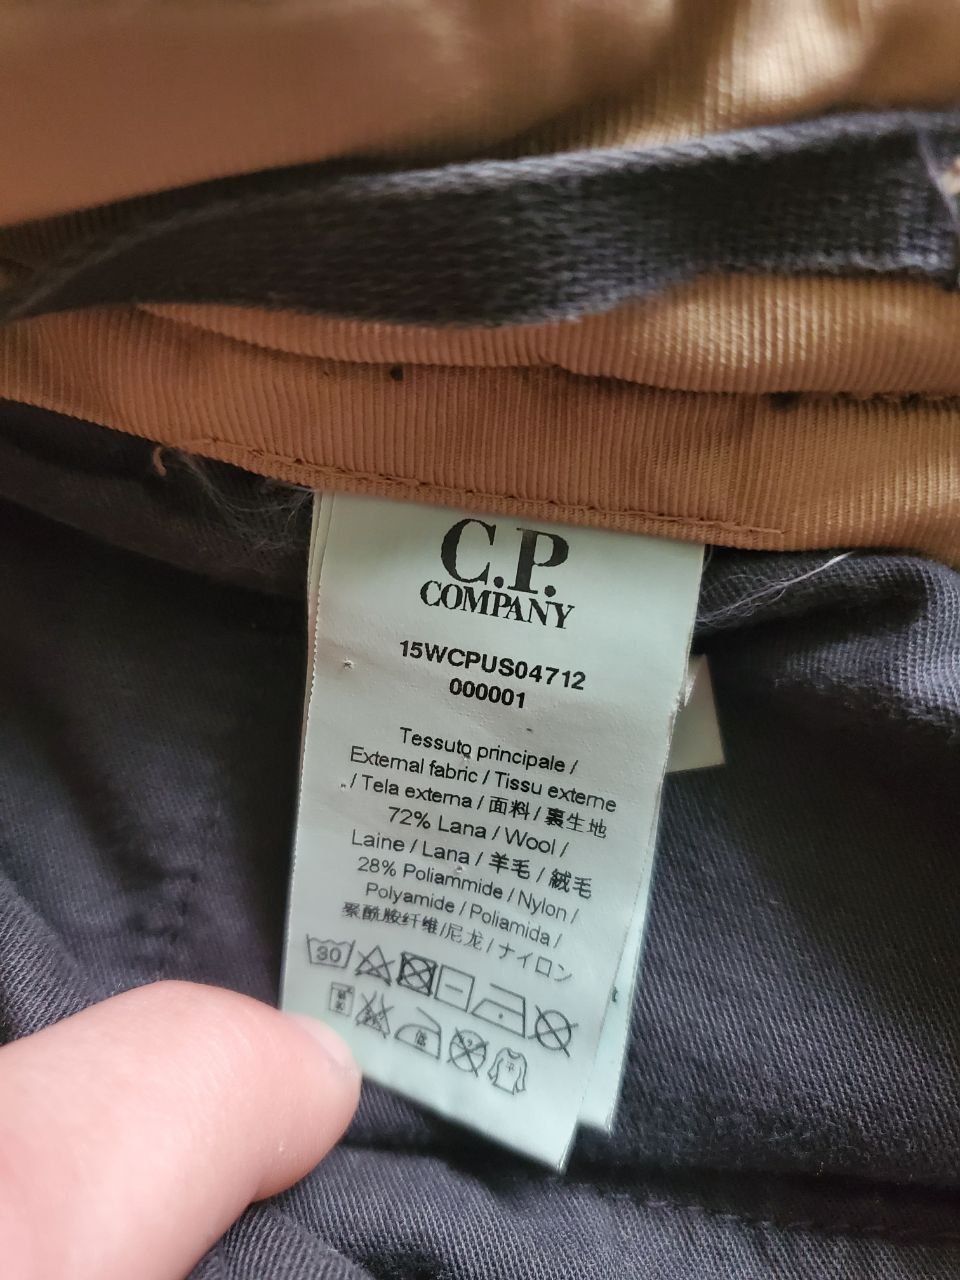 C.P.
COMPANY
15WCPUS04712
000001
Tessuto principale /
External fabric / Tissu externe
/ Tela externa / 面料 / 裏生地
72% Lana / Wool /
Laine / Lana / 羊毛 / 絨毛
28% Poliammide / Nylon /
Polyamide / Poliamida /
聚酰胺纤维/尼龙 / ナイロン
30